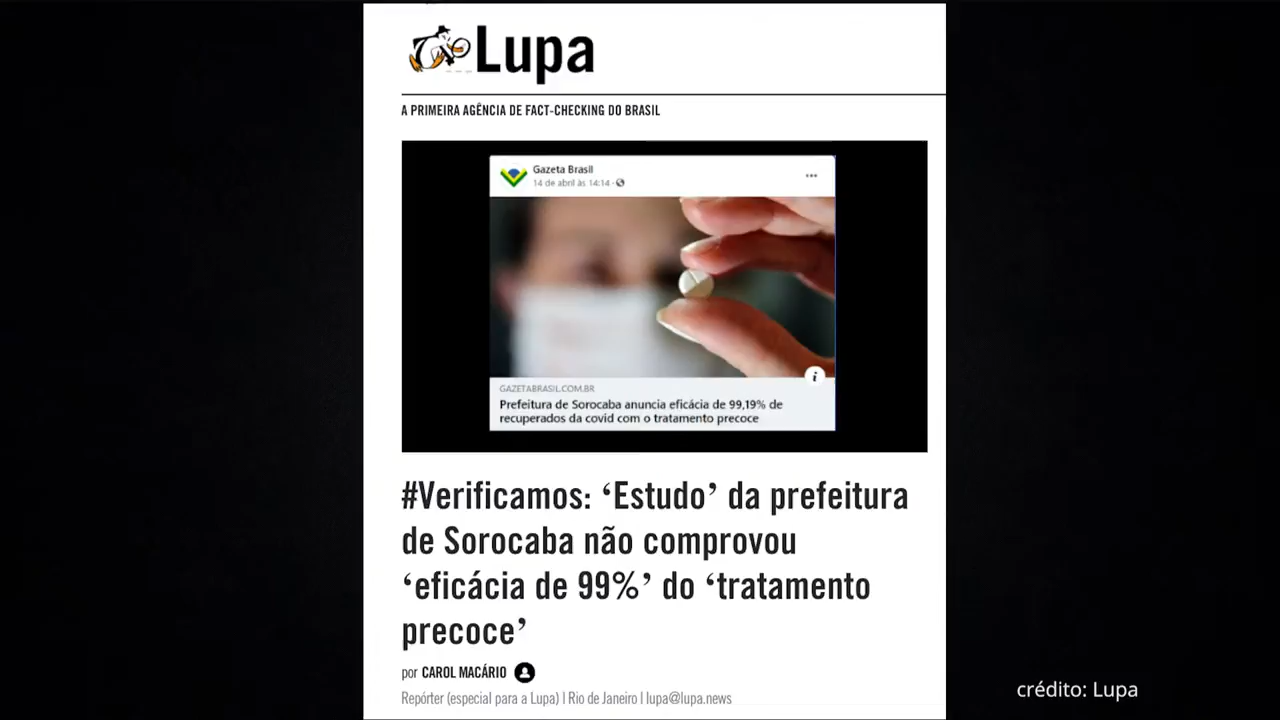 Lupa
A PRIMEIRA AGÊNCIA DE FACT-CHECKING DO BRASIL
Gazeta Brasil
14 de abril às 14:14 ·
GAZETABRASIL.COM.BR
Prefeitura de Sorocaba anuncia eficácia de 99,19% de
recuperados da covid com o tratamento precoce
#Verificamos: ‘Estudo’ da prefeitura
de Sorocaba não comprovou
‘eficácia de 99%’ do ‘tratamento
precoce’
por CAROL MACÁRIO
Repórter (especial para a Lupa) | Rio de Janeiro | lupa@lupa.news
crédito: Lupa